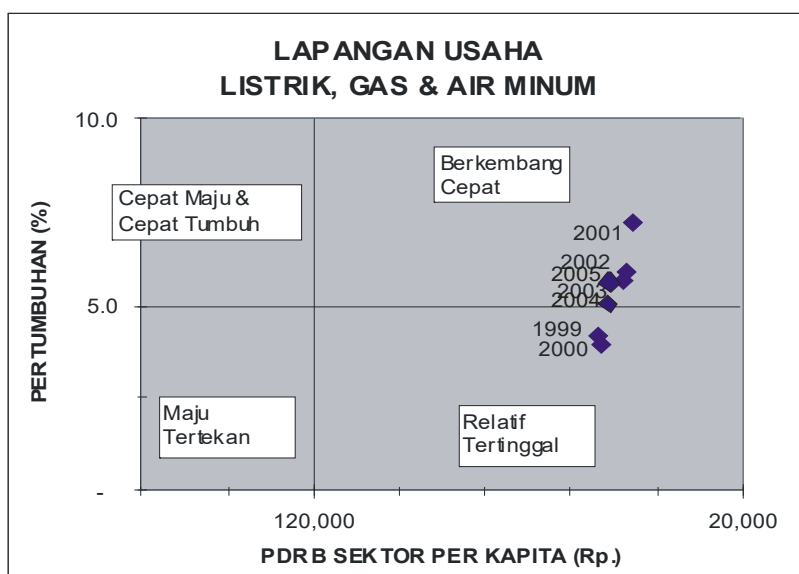 LAPANGAN USAHA
LISTRIK, GAS & AIR MINUM
PERTUMBUHAN (%)
10.0
5.0
-
Cepat Maju &
Cepat Tumbuh
Berkembang
Cepat
2001
2002
2005
2003
2004
1999
2000
Maju
Tertekan
Relatif
Tertinggal
120,000
20,000
PDRB SEKTOR PER KAPITA (Rp.)